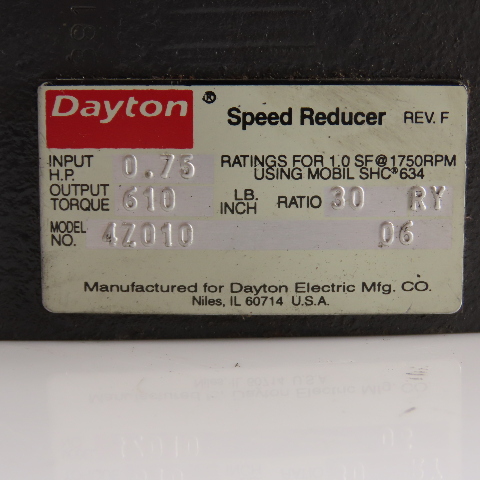 Dayton ® Speed Reducer REV. F
INPUT H.P. 0.75 RATINGS FOR 1.0 SF @ 1750RPM
USING MOBIL SHC® 634
OUTPUT TORQUE 610 LB. INCH RATIO 30 RY
MODEL NO. 4Z010 06
Manufactured for Dayton Electric Mfg. CO.
Niles, IL 60714 U.S.A.